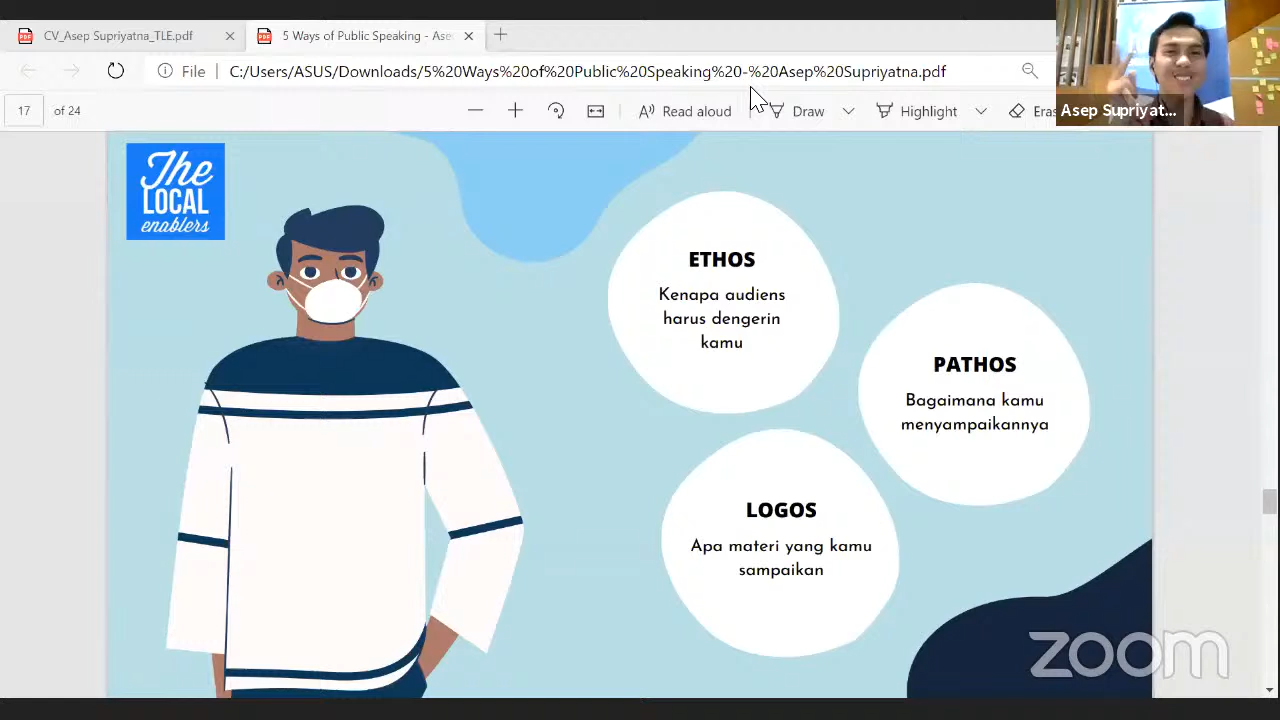 CV_Asep Supriyatna_TLE.pdf
5 Ways of Public Speaking - Ase
File
C:/Users/ASUS/Downloads/5%20Ways%20of%20Public%20Speaking%20-%20Asep%20Supriyatna.pdf
17 of 24
Read aloud
Draw
Highlight
Eras
Asep Supriyat...
The
LOCAL
enablers
ETHOS
Kenapa audiens
harus dengerin
kamu
PATHOS
Bagaimana kamu
menyampaikannya
LOGOS
Apa materi yang kamu
sampaikan
zoom